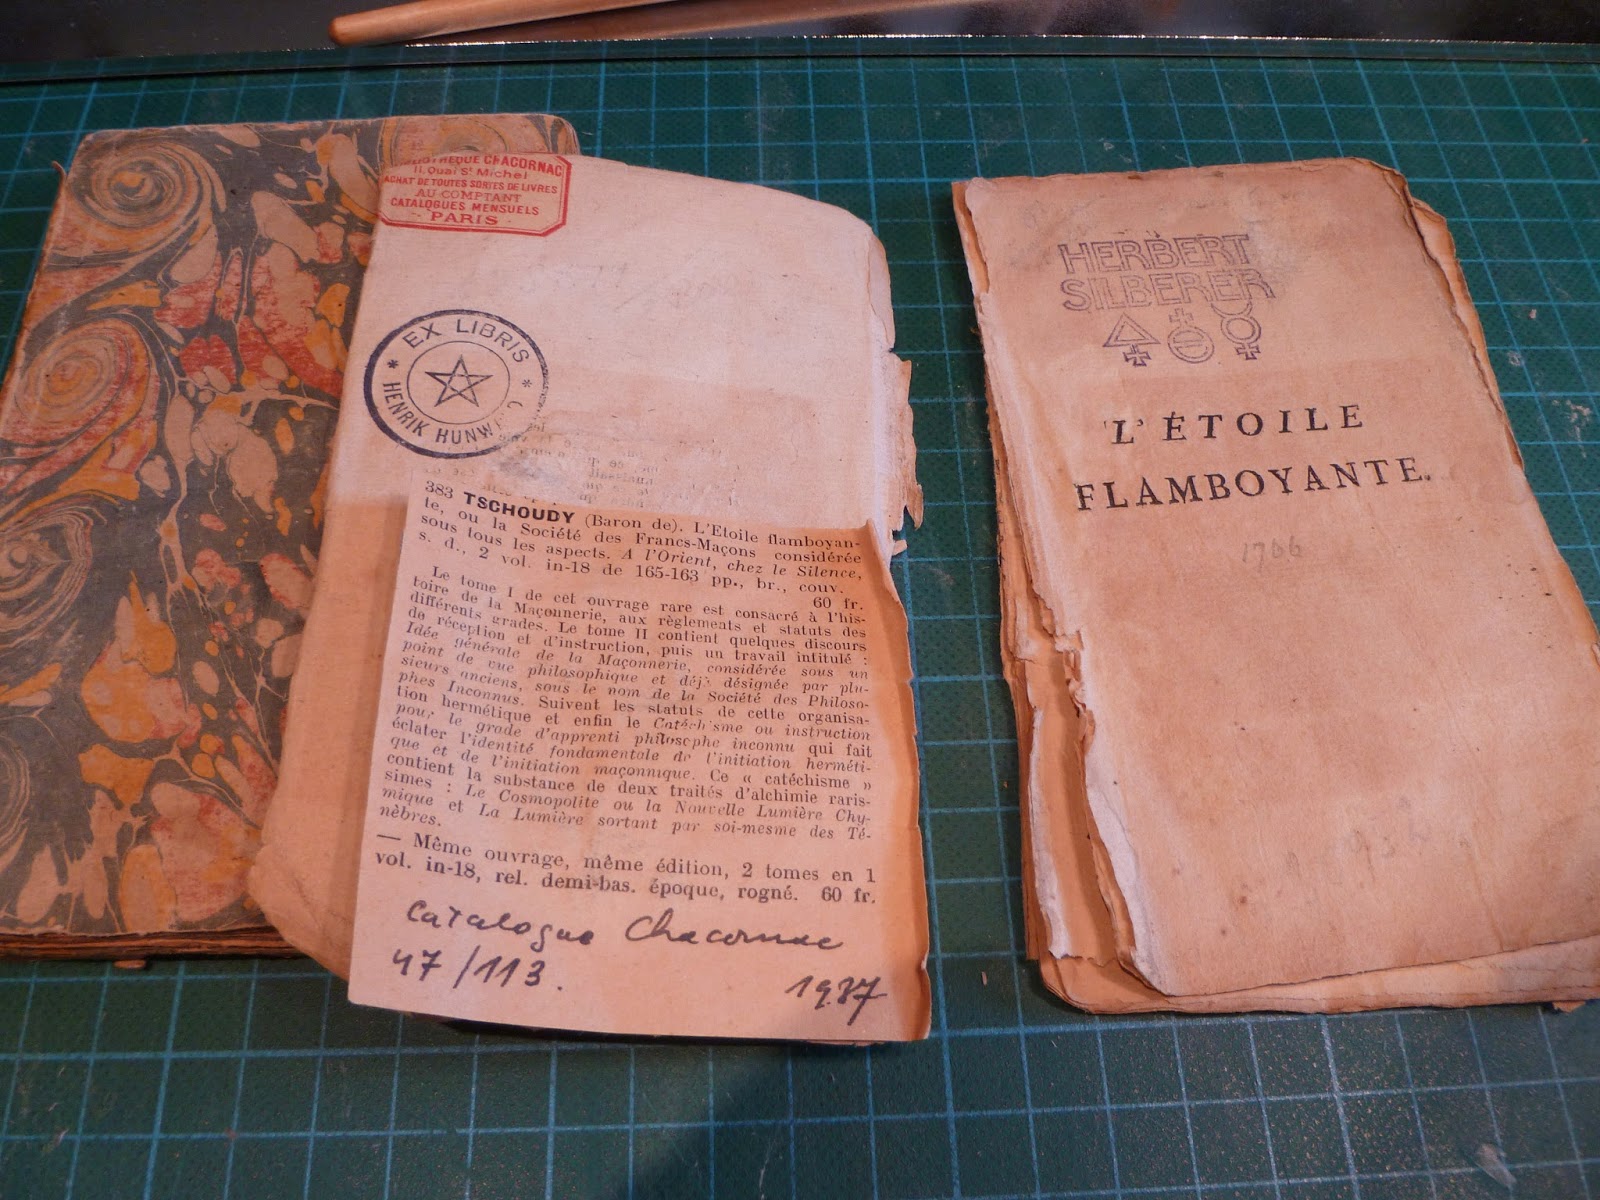 BIBLIOTHÈQUE CHACORNAC
11, Quai St Michel
ACHAT DE TOUTES SORTES DE LIVRES
AU COMPTANT
CATALOGUES MENSUELS
- PARIS -
* EX LIBRIS *
HENRIK HUNW
383 TSCHOUDY (Baron de). L'Etoile flamboyan-
te, ou la Société des Francs-Maçons considérée
sous tous les aspects. A l'Orient, chez le Silence,
s. d., 2 vol. in-18 de 165-163 pp., br., couv.
60 fr.
Le tome I de cet ouvrage rare est consacré à l'his-
toire de la Maçonnerie, aux règlements et statuts des
différents grades. Le tome II contient quelques discours
de réception et d'instruction, puis un travail intitulé :
Idée générale de la Maçonnerie, considérée sous un
point de vue philosophique et déjà désignée par plu-
sieurs anciens, sous le nom de la Société des Philoso-
phes Inconnus. Suivent les statuts de cette organisa-
tion hermétique et enfin le Catéchisme ou instruction
pour le grade d'apprenti philosophe inconnu qui fait
éclater l'identité fondamentale de l'initiation herméti-
que et de l'initiation maçonnique. Ce « catéchisme »
contient la substance de deux traités d'alchimie raris-
simes : Le Cosmopolite ou la Nouvelle Lumière Chy-
mique et La Lumière sortant par soi-mesme des Té-
nèbres.
— Même ouvrage, même édition, 2 tomes en 1
vol. in-18, rel. demi-bas. époque, rogné. 60 fr.
Catalogue Chacornac
47/113.
1937
HERBERT
SILBERER
L'ÉTOILE
FLAMBOYANTE.
1766